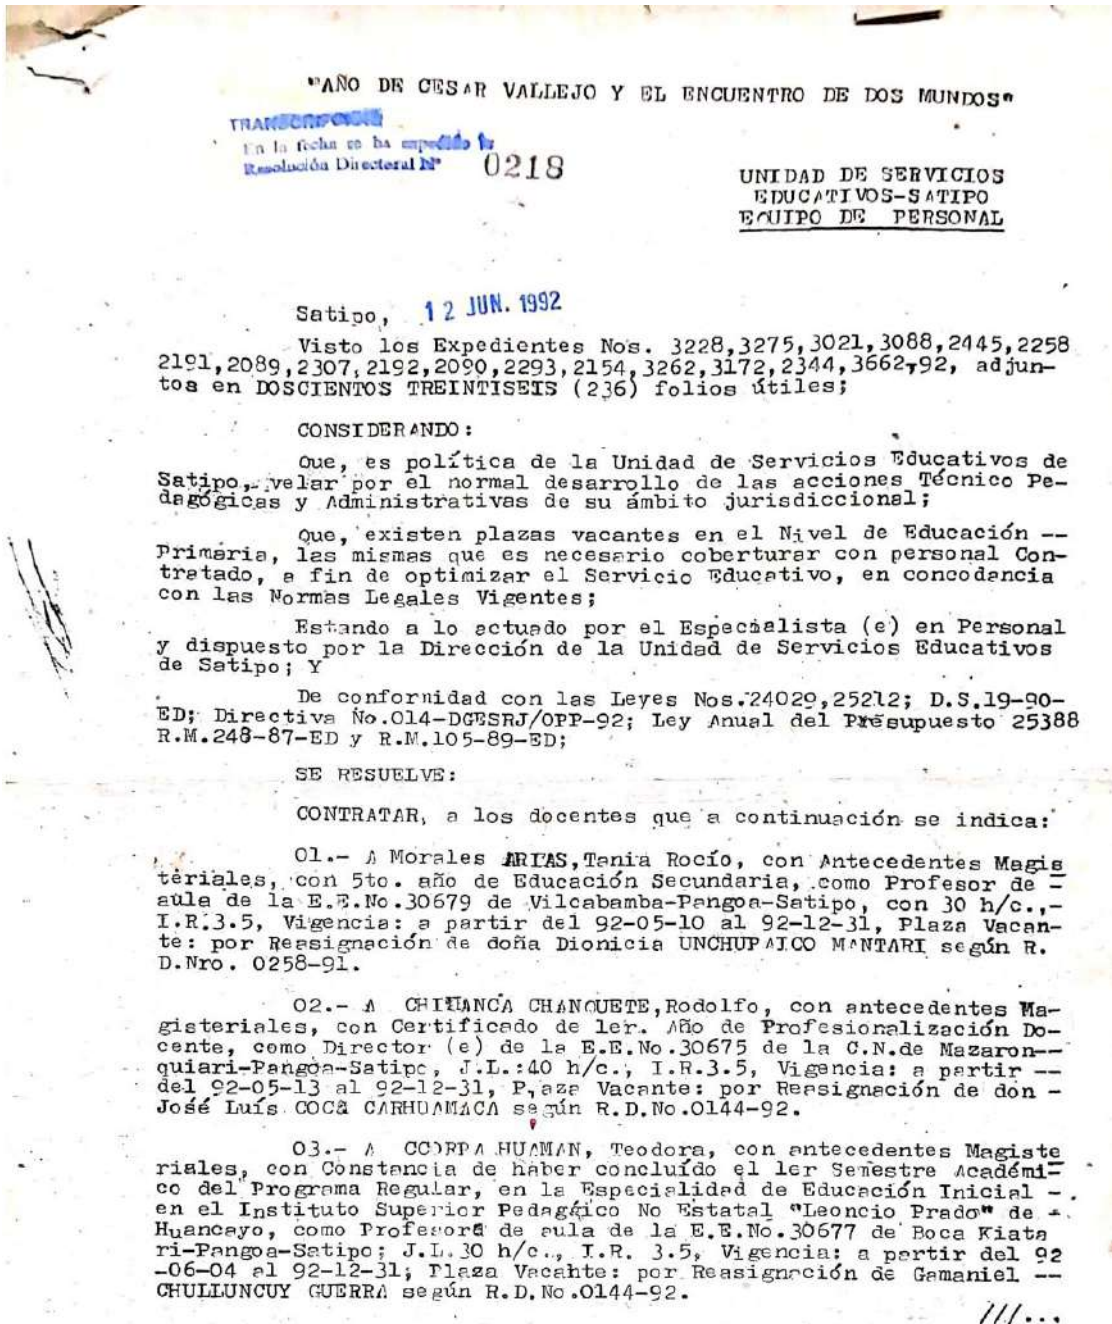 "AÑO DE CESAR VALLEJO Y EL ENCUENTRO DE DOS MUNDOS"
TRANSCRIPCION
En la fecha se ha expedido la
Resolución Directoral Nº 0218
UNIDAD DE SERVICIOS
EDUCATIVOS-SATIPO
EQUIPO DE PERSONAL
Satipo, 12 JUN. 1992
Visto los Expedientes Nos. 3228,3275,3021,3088,2445,2258
2191,2089,2307,2192,2090,2293,2154,3262,3172,2344,3662-92, adjun-
tos en DOSCIENTOS TREINTISEIS (236) folios útiles;
CONSIDERANDO:
Que, es política de la Unidad de Servicios Educativos de
Satipo, velar por el normal desarrollo de las acciones Técnico Pe-
dagógicas y Administrativas de su ámbito jurisdiccional;
Que, existen plazas vacantes en el Nivel de Educación --
Primaria, las mismas que es necesario coberturar con personal Con-
tratado, a fin de optimizar el Servicio Educativo, en concodancia
con las Normas Legales Vigentes;
Estando a lo actuado por el Especialista (e) en Personal
y dispuesto por la Dirección de la Unidad de Servicios Educativos
de Satipo; Y
De conformidad con las Leyes Nos.24029,25212; D.S.19-90-
ED; Directiva No.014-DGESRJ/OPP-92; Ley Anual del Presupuesto 25388
R.M.248-87-ED y R.M.105-89-ED;
SE RESUELVE:
CONTRATAR, a los docentes que a continuación se indica:
01.- A Morales ARIAS,Tania Rocío, con Antecedentes Magis
teriales, con 5to. año de Educación Secundaria, como Profesor de -
aula de la E.E.No.30679 de Vilcabamba-Pangoa-Satipo, con 30 h/c.,-
I.R.3.5, Vigencia: a partir del 92-05-10 al 92-12-31, Plaza Vacan-
te: por Reasignación de doña Dionicia UNCHUPAICO MANTARI según R.
D.Nro. 0258-91.
02.- A CHIMANCA CHANQUETE,Rodolfo, con antecedentes Ma-
gisteriales, con Certificado de 1er. Año de Profesionalización Do-
cente, como Director (e) de la E.E.No.30675 de la C.N.de Mazaron--
quiari-Pangoa-Satipo, J.L.:40 h/c., I.R.3.5, Vigencia: a partir --
del 92-05-13 al 92-12-31, Plaza Vacante: por Reasignación de don -
José Luís COCA CARHUAMACA según R.D.No.0144-92.
03.- A CCORPA HUAMAN, Teodora, con antecedentes Magiste
riales, con Constancia de haber concluído el 1er Semestre Académi-
co del Programa Regular, en la Especialidad de Educación Inicial -
en el Instituto Superior Pedagógico No Estatal "Leoncio Prado" de -
Huancayo, como Profesora de aula de la E.E.No.30677 de Boca Kiata
ri-Pangoa-Satipo; J.L.30 h/c., I.R. 3.5, Vigencia: a partir del 92
-06-04 al 92-12-31; Plaza Vacante: por Reasignación de Gamaniel --
CHULLUNCUY GUERRA según R.D.No.0144-92.
///...